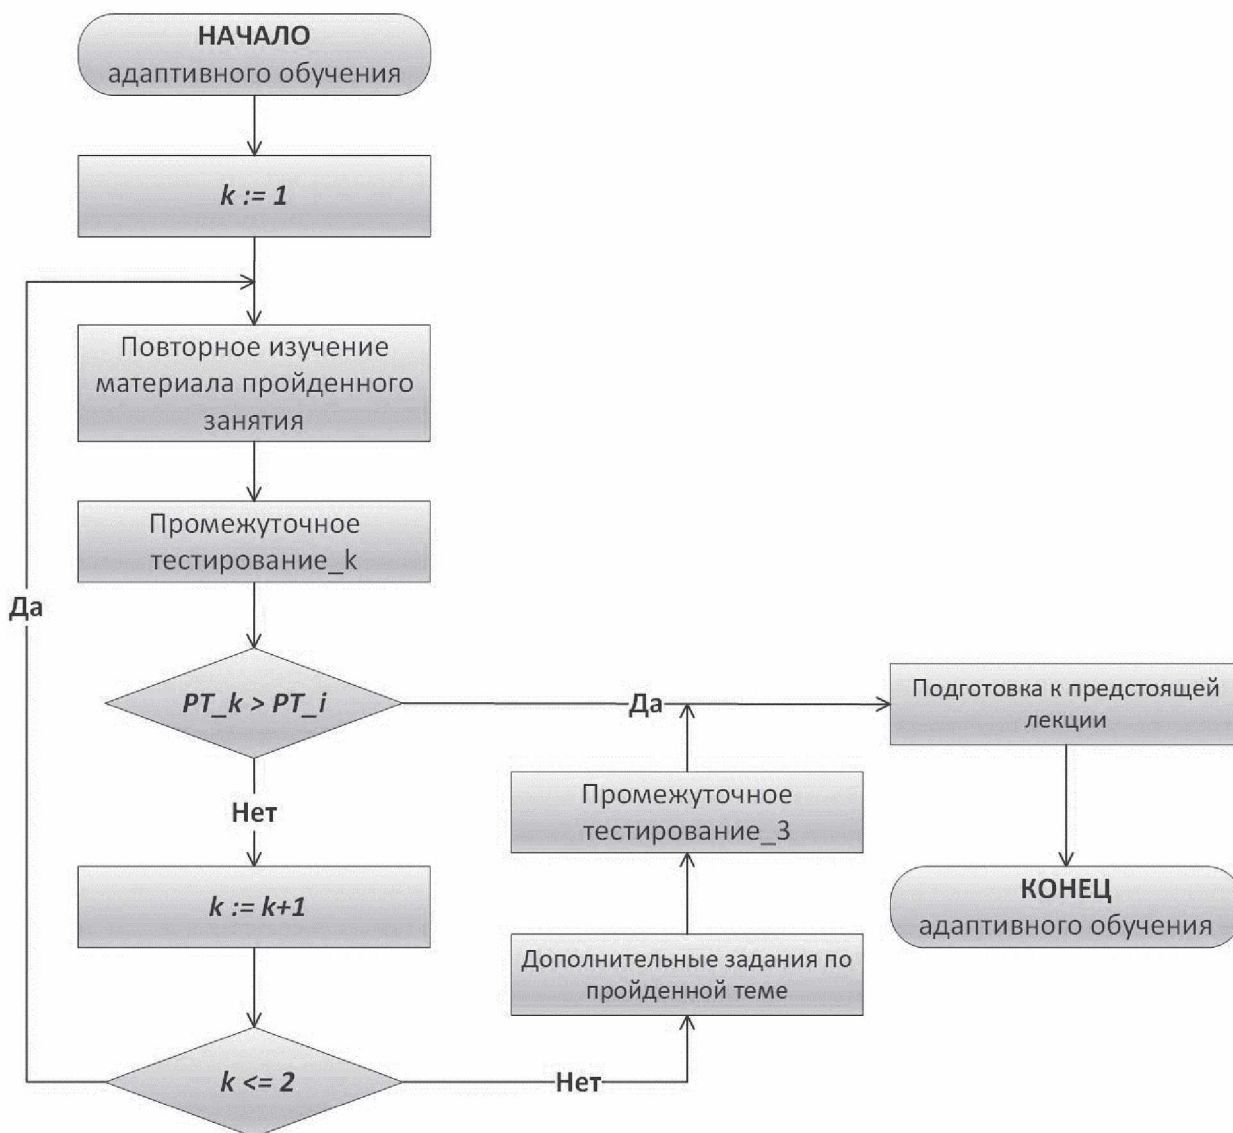 НАЧАЛО
адаптивного обучения
k := 1
Повторное изучение
материала пройденного
занятия
Промежуточное
тестирование_k
Да
PT_k > PT_i
Да
Подготовка к предстоящей
лекции
Нет
Промежуточное
тестирование_3
k := k+1
КОНЕЦ
адаптивного обучения
Дополнительные задания по
пройденной теме
k <= 2
Нет